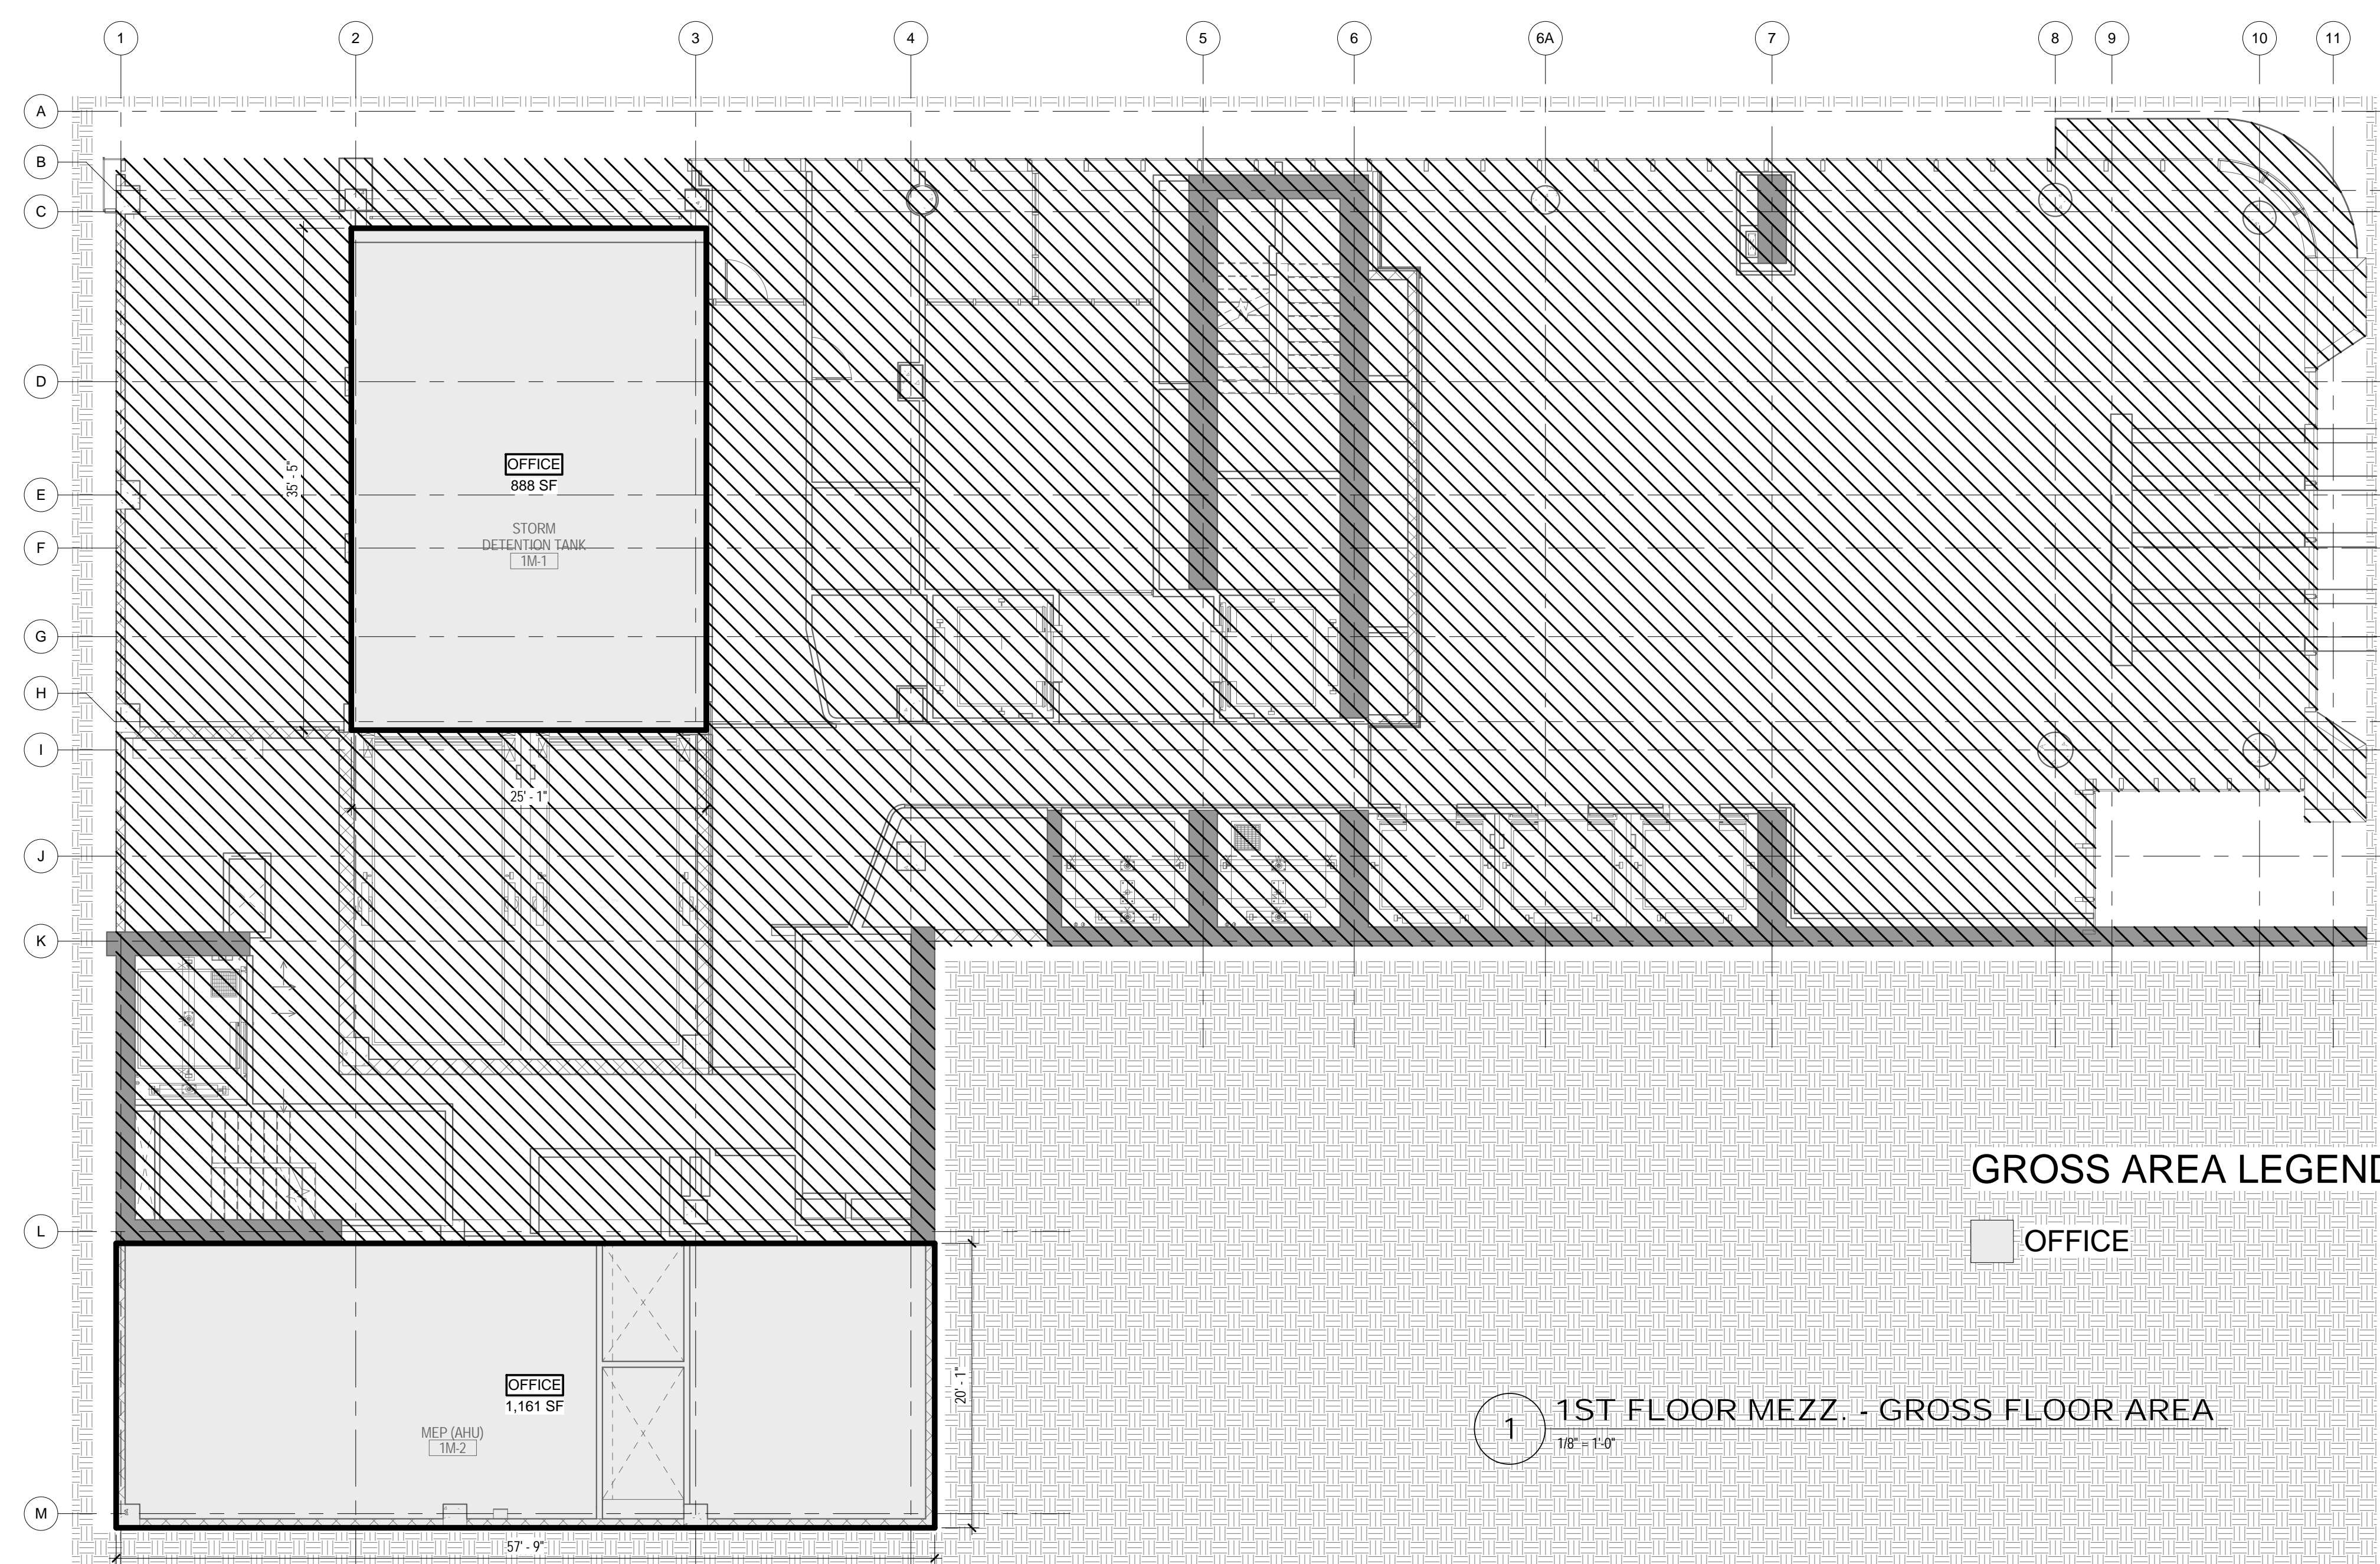 1 2 3 4 5 6 6A 7 8 9 10 11
A
B
C
D
OFFICE
888 SF
35' - 5"
E
STORM
DETENTION TANK
1M-1
F
G
H
I
25' - 1"
J
K
GROSS AREA LEGEND
L
OFFICE
OFFICE
1,161 SF
20' - 1"
MEP (AHU)
1M-2
1
1ST FLOOR MEZZ. - GROSS FLOOR AREA
1/8" = 1'-0"
M
57' - 9"